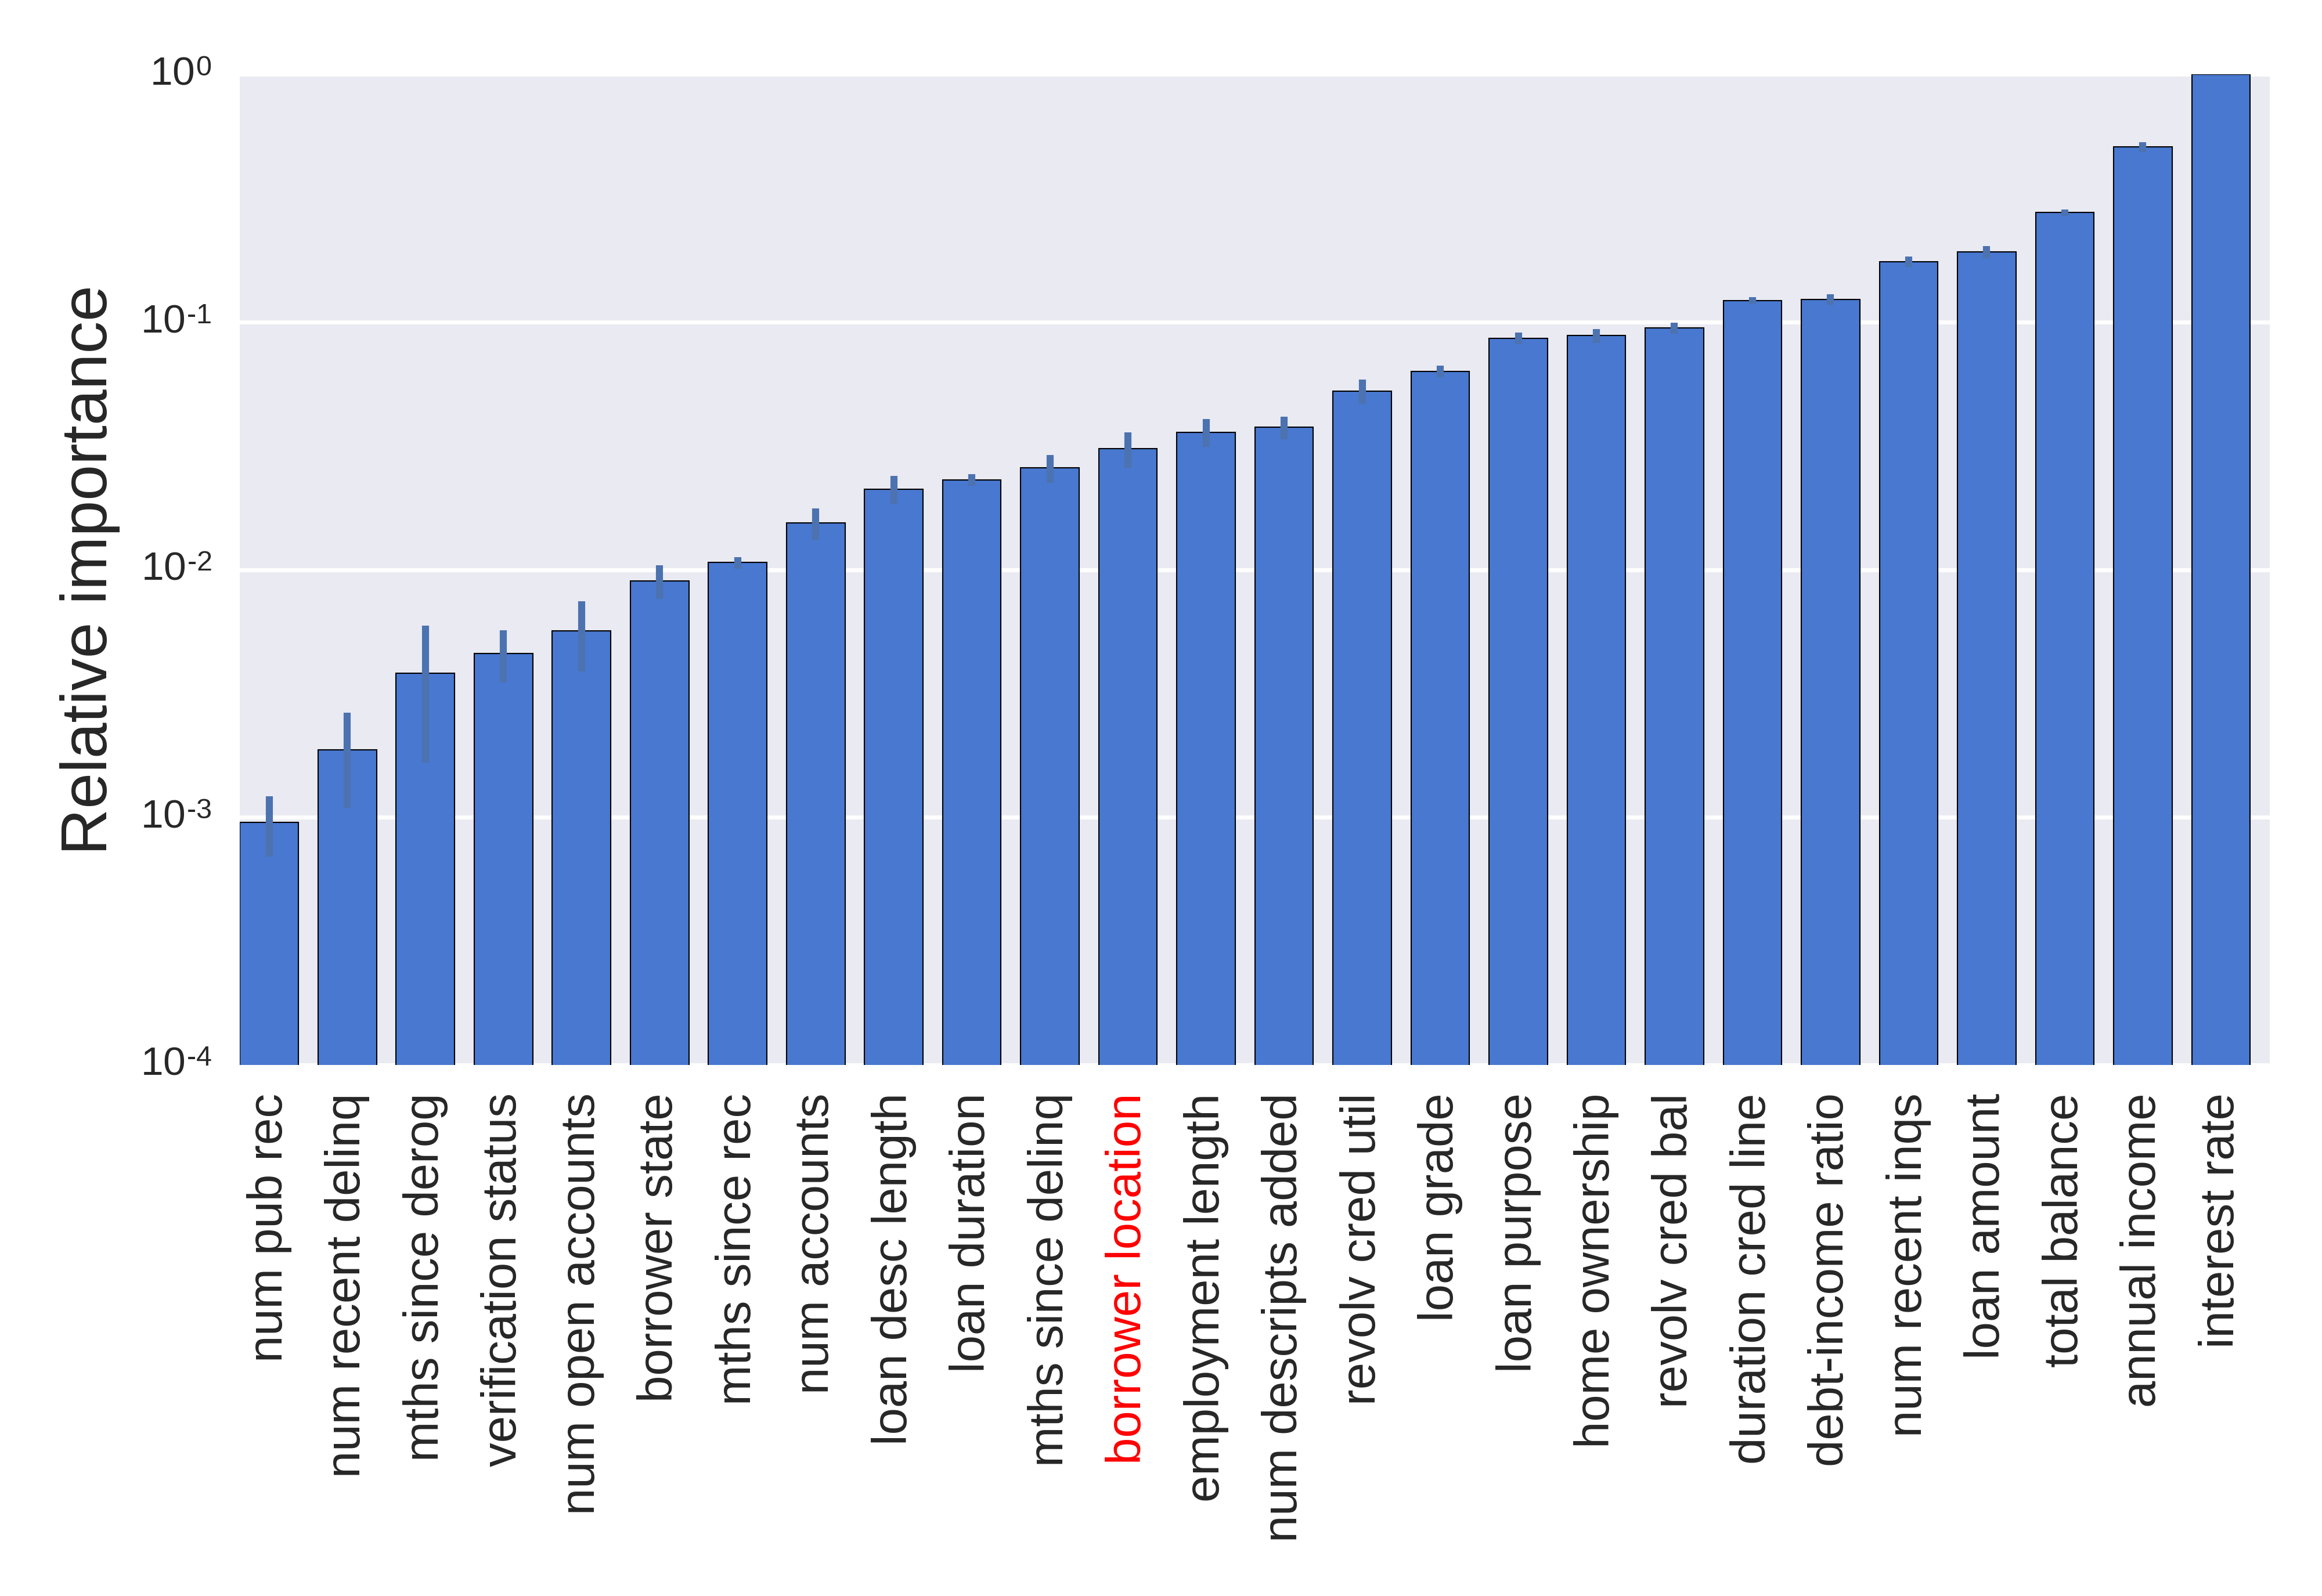 Relative importance
10⁰
10⁻¹
10⁻²
10⁻³
10⁻⁴
num pub rec
num recent delinq
mths since derog
verification status
num open accounts
borrower state
mths since rec
num accounts
loan desc length
loan duration
mths since delinq
borrower location
employment length
num descripts added
revolv cred util
loan grade
loan purpose
home ownership
revolv cred bal
duration cred line
debt-income ratio
num recent inqs
loan amount
total balance
annual income
interest rate